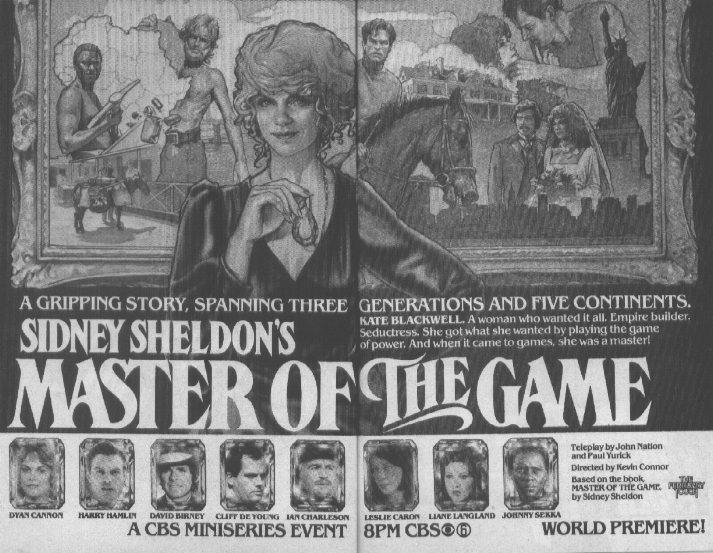 A GRIPPING STORY, SPANNING THREE GENERATIONS AND FIVE CONTINENTS.
KATE BLACKWELL. A woman who wanted it all. Empire builder.
Seductress. She got what she wanted by playing the game
of power. And when it came to games, she was a master!
SIDNEY SHELDON'S
MASTER OF THE GAME
DYAN CANNON
HARRY HAMLIN
DAVID BIRNEY
CLIFF DE YOUNG
IAN CHARLESON
LESLIE CARON
LIANE LANGLAND
JOHNNY SEKKA
Teleplay by John Nation
and Paul Yurick
Directed by Kevin Connor
Based on the book,
MASTER OF THE GAME,
by Sidney Sheldon
THE
FEBRUARY
TOUCH
A CBS MINISERIES EVENT 8PM CBS 6 WORLD PREMIERE!